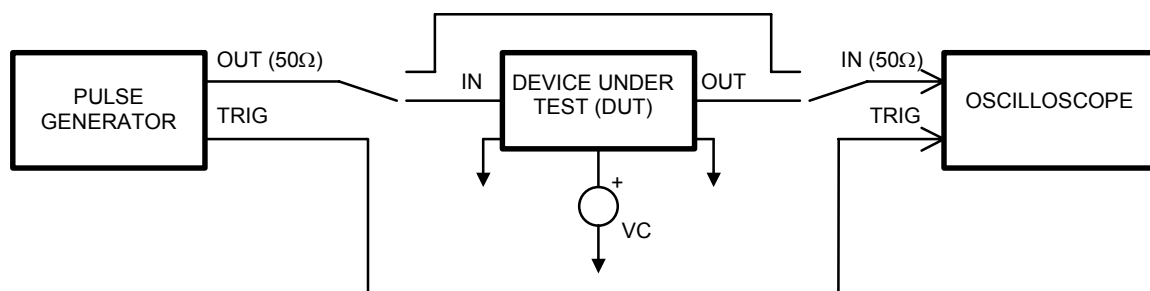 PULSE
GENERATOR
OUT (50Ω)
TRIG
IN
DEVICE UNDER
TEST (DUT)
OUT
+
VC
IN (50Ω)
TRIG
OSCILLOSCOPE